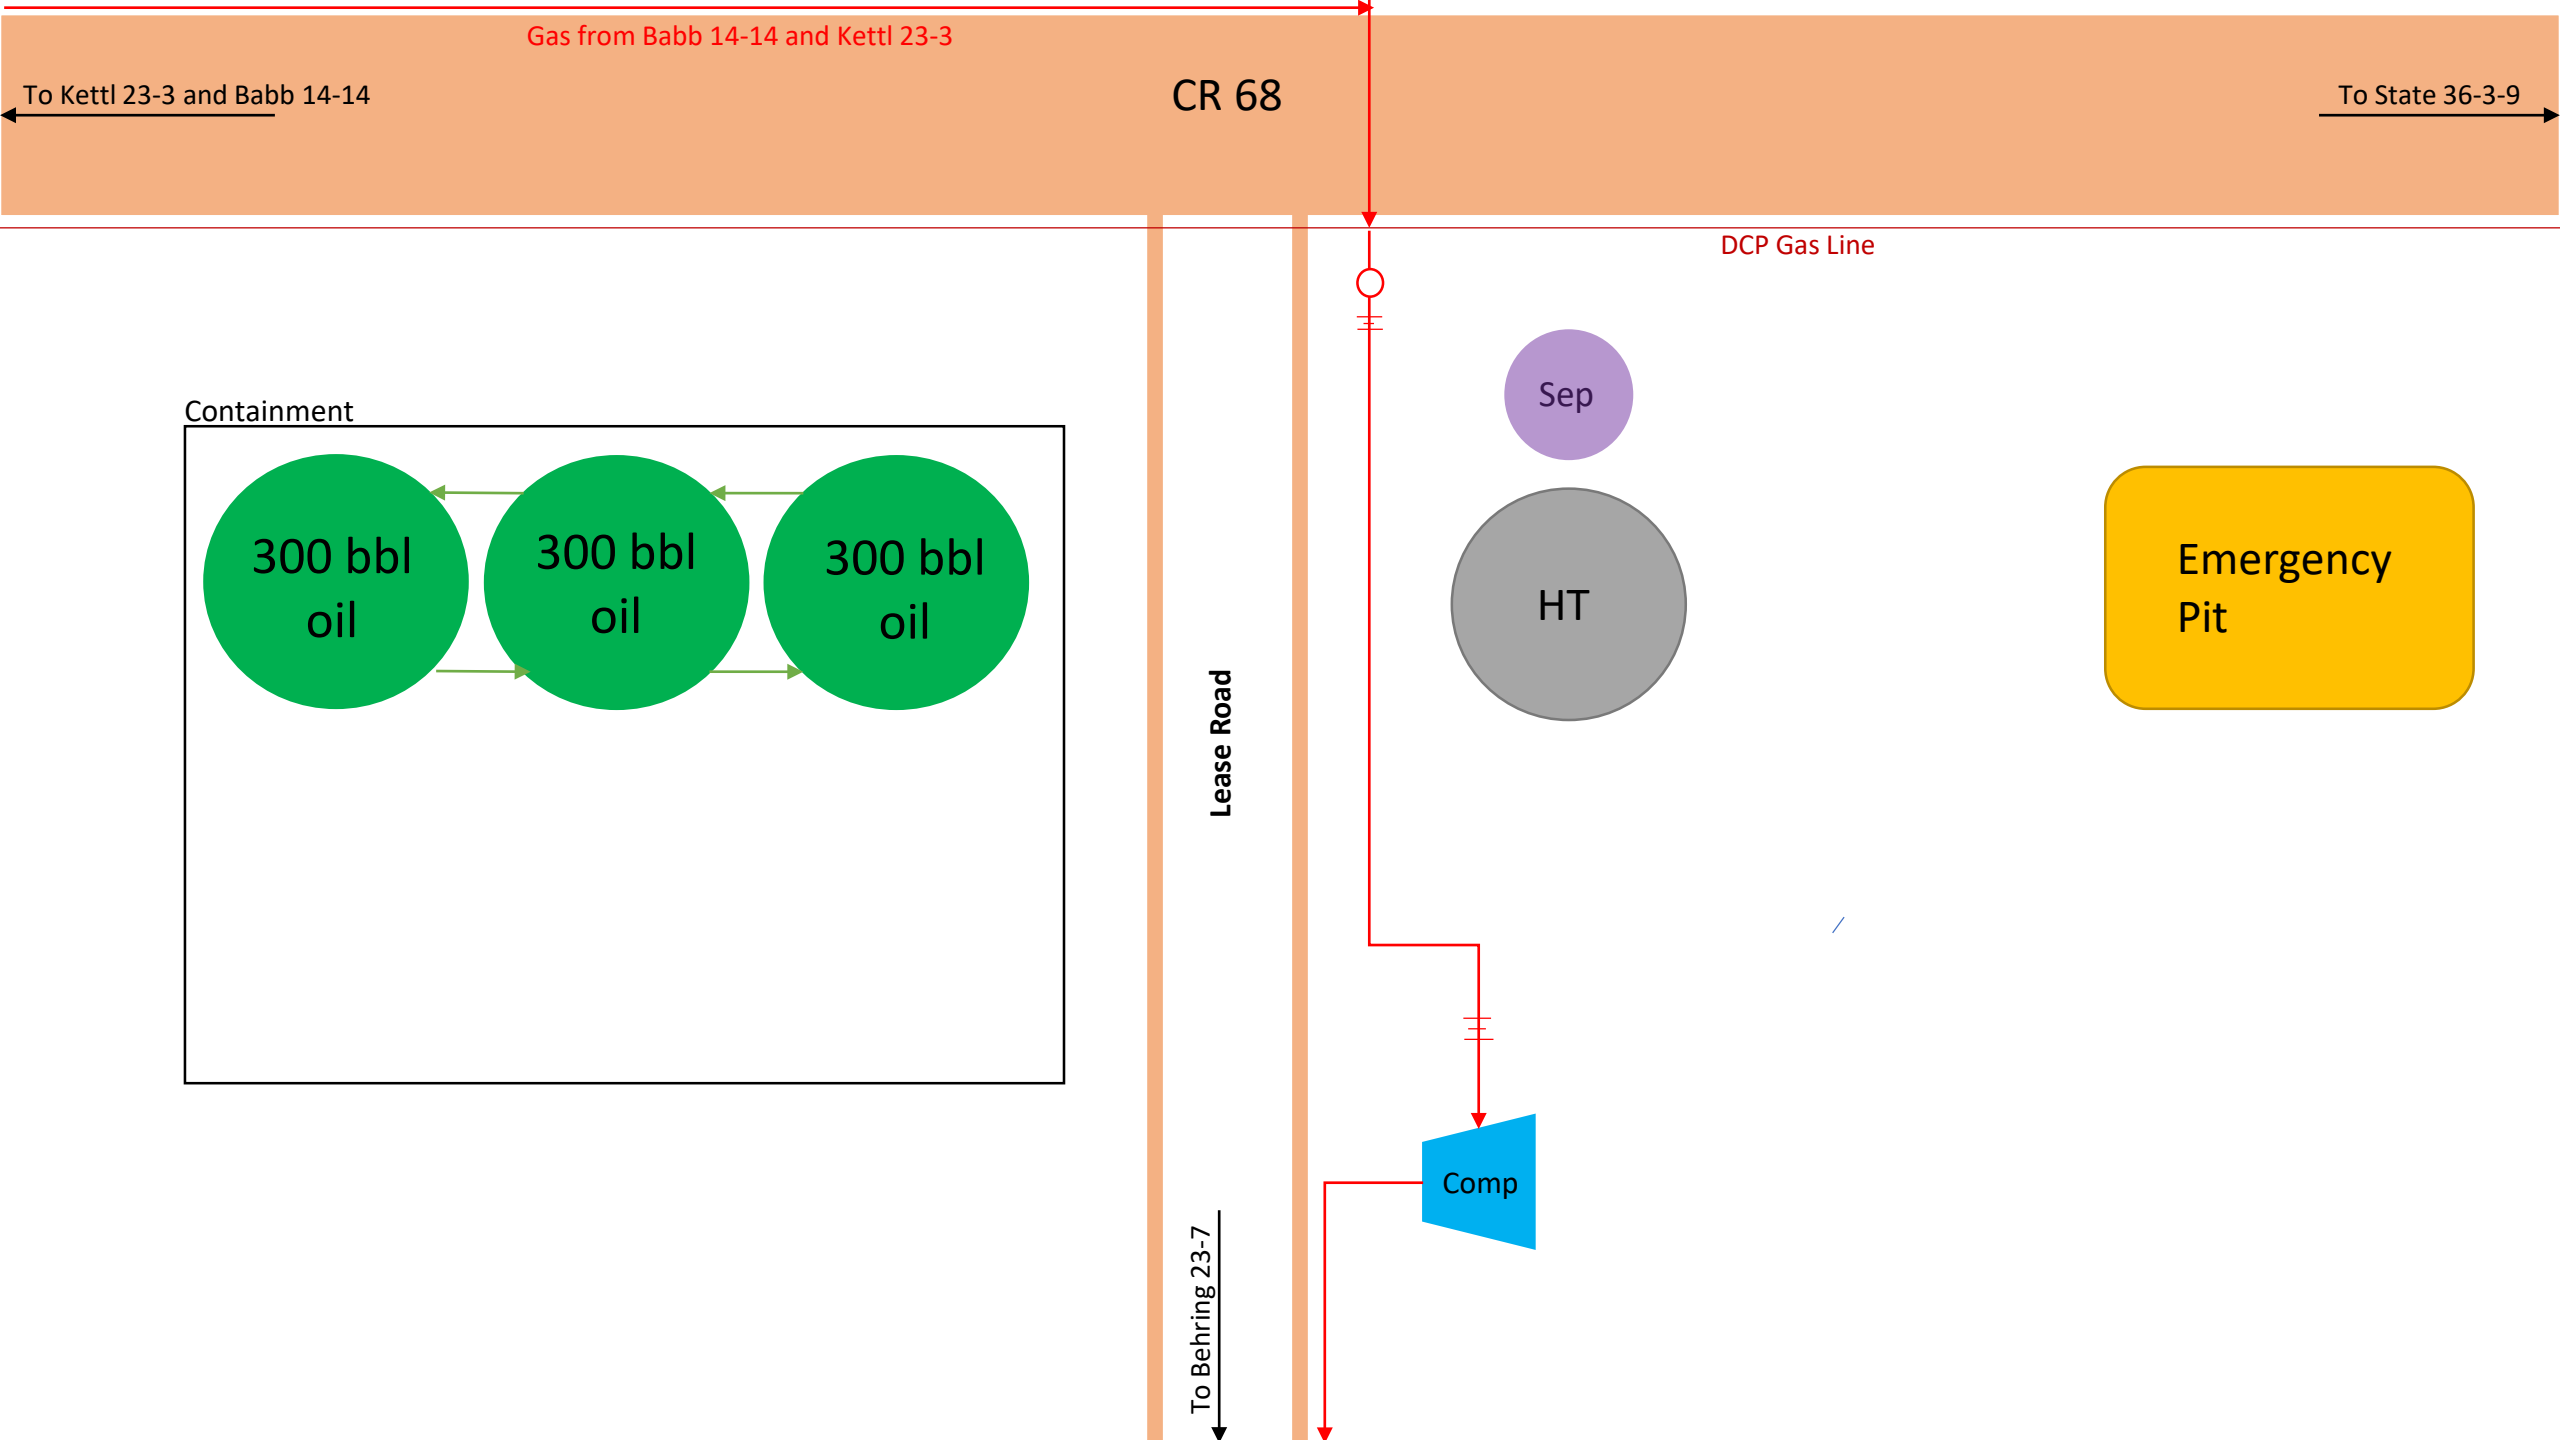 Gas from Babb 14-14 and Kettl 23-3
To Kettl 23-3 and Babb 14-14
CR 68
To State 36-3-9
DCP Gas Line
Containment
Sep
300 bbl
oil
300 bbl
oil
300 bbl
oil
HT
Emergency
Pit
Lease Road
Comp
To Behring 23-7